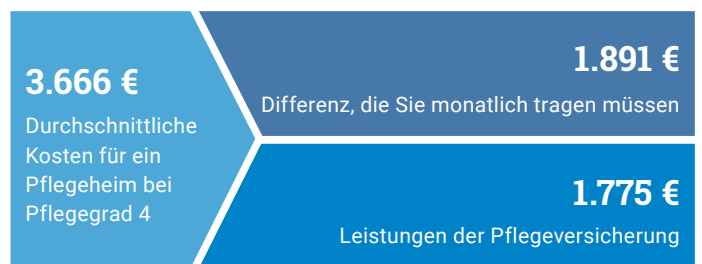 3.666 €
Durchschnittliche
Kosten für ein
Pflegeheim bei
Pflegegrad 4
1.891 €
Differenz, die Sie monatlich tragen müssen
1.775 €
Leistungen der Pflegeversicherung